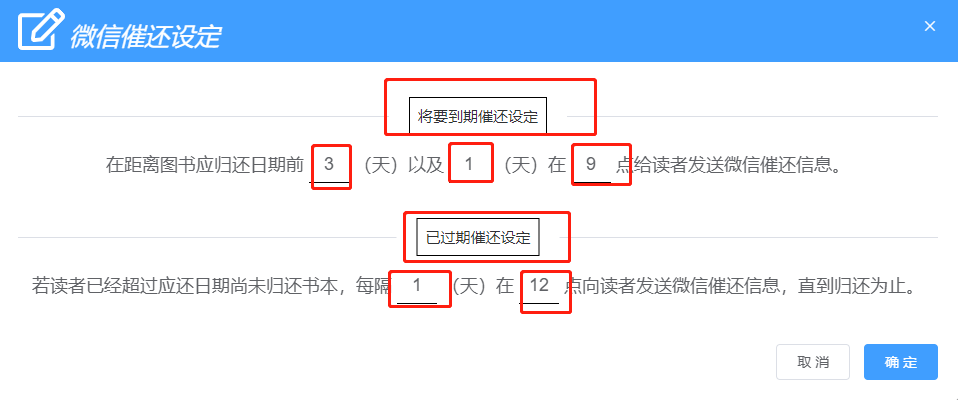 微信催还设定
将要到期催还设定
在距离图书应归还日期前 3 （天）以及 1 （天）在 9 点给读者发送微信催还信息。
已过期催还设定
若读者已经超过应还日期尚未归还书本，每隔 1 （天）在 12 点向读者发送微信催还信息，直到归还为止。
取消 确定